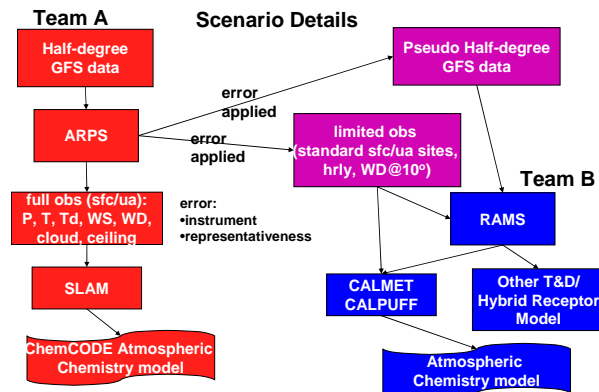 Team A
Scenario Details
Half-degree
GFS data
Pseudo Half-degree
GFS data
error
applied
ARPS
error
applied
limited obs
(standard sfc/ua sites,
hrly, WD@10º)
Team B
full obs (sfc/ua):
P, T, Td, WS, WD,
cloud, ceiling
error:
•instrument
•representativeness
RAMS
SLAM
CALMET
CALPUFF
Other T&D/
Hybrid Receptor
Model
ChemCODE Atmospheric
Chemistry model
Atmospheric
Chemistry model